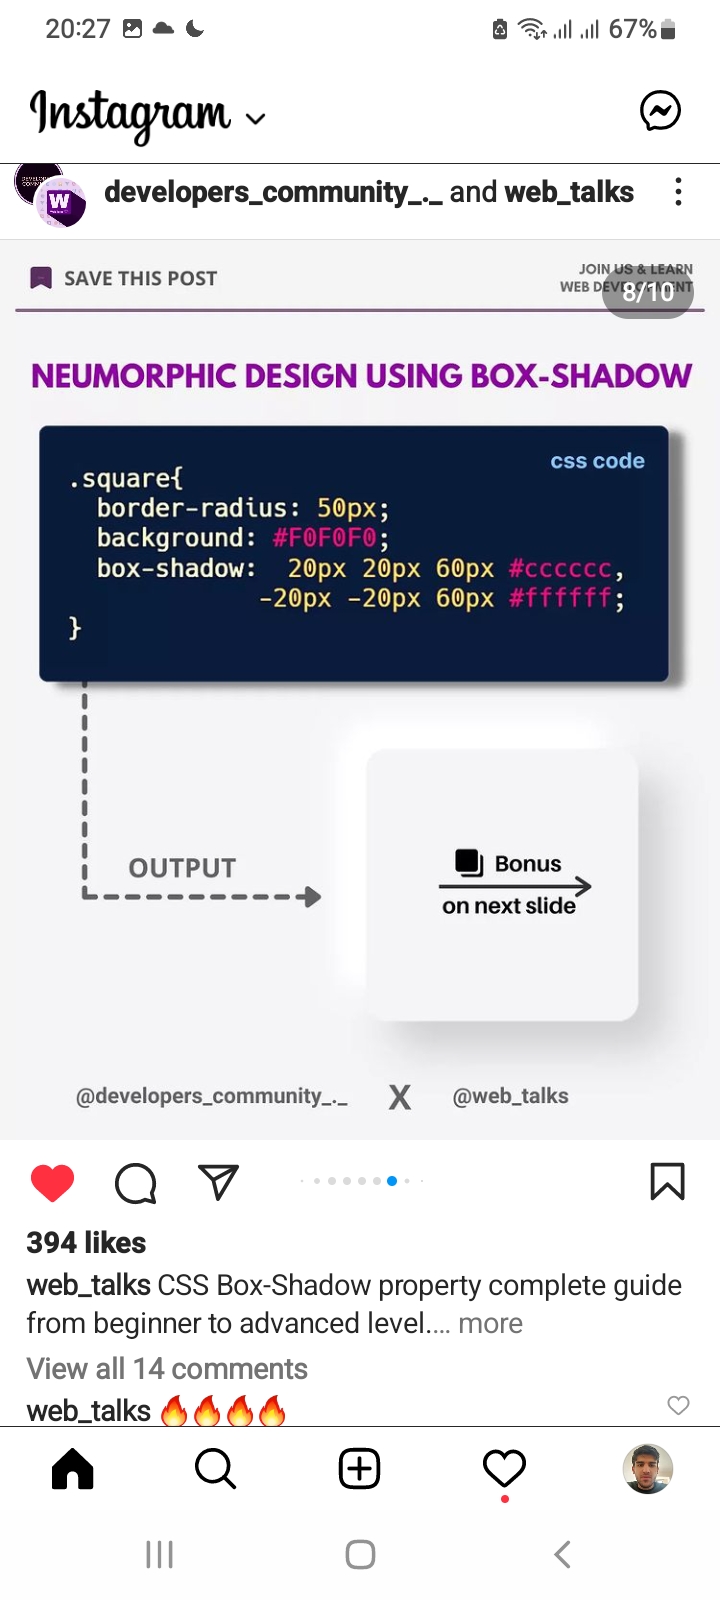 20:27
67%
Instagram
developers_community_._ and web_talks
SAVE THIS POST
JOIN US & LEARN
WEB DEVELOPMENT
8/10
NEUMORPHIC DESIGN USING BOX-SHADOW
css code
.square{
border-radius: 50px;
background: #F0F0F0;
box-shadow: 20px 20px 60px #cccccc,
-20px -20px 60px #ffffff;
}
OUTPUT
Bonus
on next slide
@developers_community_._ X @web_talks
394 likes
web_talks CSS Box-Shadow property complete guide
from beginner to advanced level.... more
View all 14 comments
web_talks 🔥🔥🔥🔥